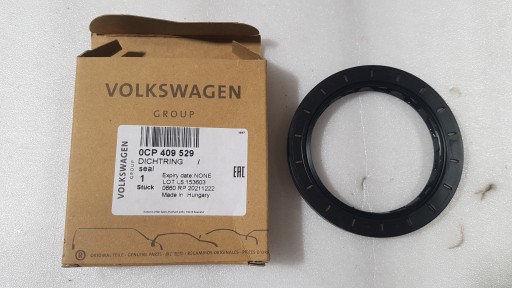 VOLKSWAGEN
GROUP
VOLKSWAGEN
GROUP
0CP 409 529
DICHTRING /
seal
1
Stück
Expiry date:NONE
LOT L5 153603
0660 RP 20211222
Made in Hungary
EAC